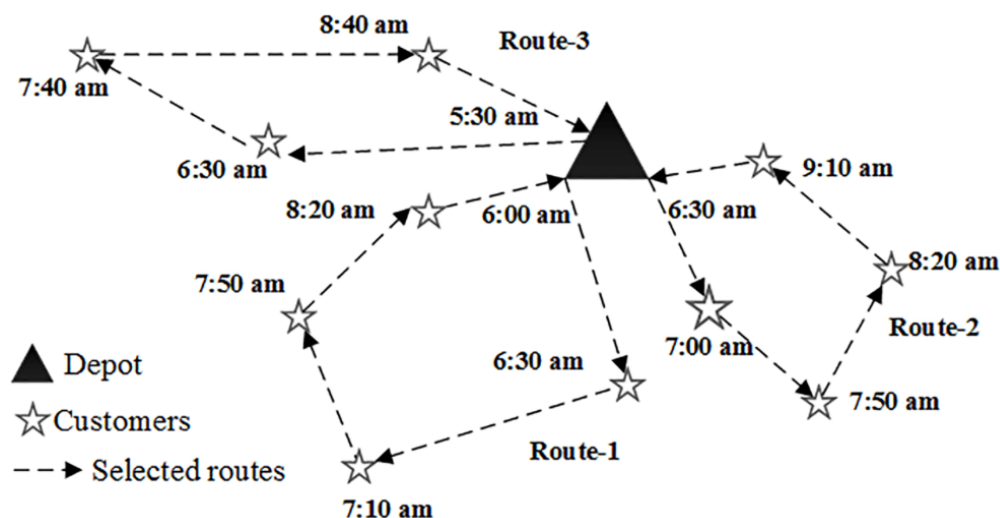 8:40 am
Route-3
7:40 am
5:30 am
6:30 am
9:10 am
8:20 am
6:00 am
6:30 am
8:20 am
7:50 am
Route-2
7:00 am
6:30 am
Depot
7:50 am
Customers
Route-1
Selected routes
7:10 am